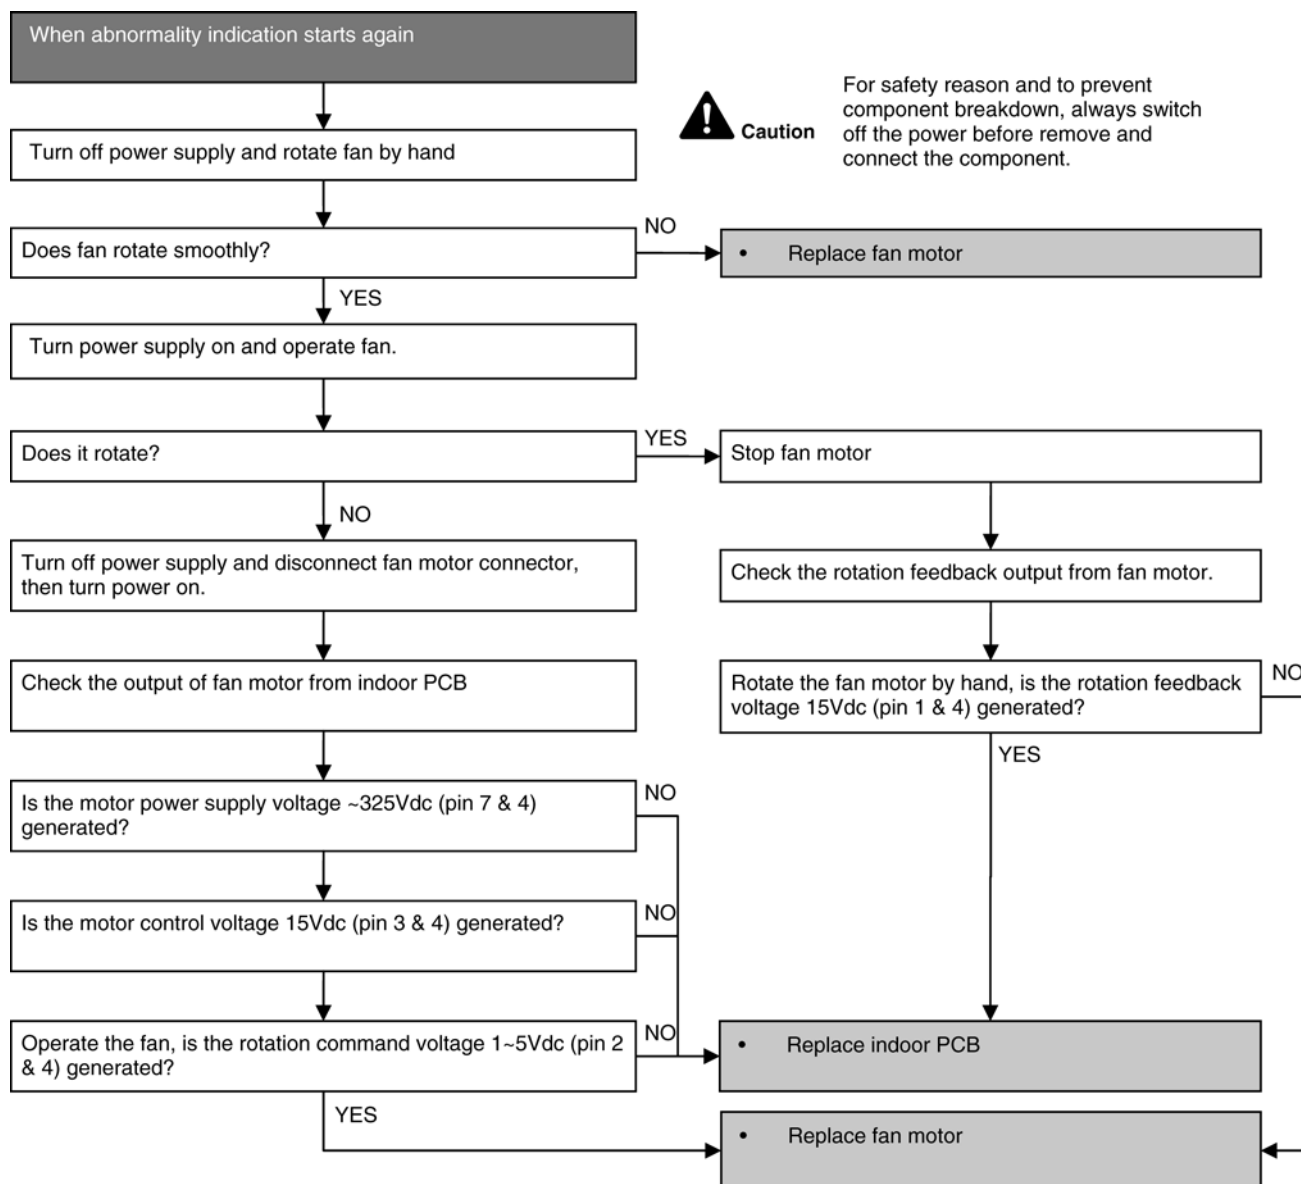 When abnormality indication starts again
For safety reason and to prevent
component breakdown, always switch
off the power before remove and
connect the component.
Caution
Turn off power supply and rotate fan by hand
Does fan rotate smoothly?
NO
• Replace fan motor
YES
Turn power supply on and operate fan.
Does it rotate?
YES
Stop fan motor
NO
Turn off power supply and disconnect fan motor connector,
then turn power on.
Check the rotation feedback output from fan motor.
Check the output of fan motor from indoor PCB
Rotate the fan motor by hand, is the rotation feedback
voltage 15Vdc (pin 1 & 4) generated?
NO
YES
Is the motor power supply voltage ~325Vdc (pin 7 & 4)
generated?
NO
Is the motor control voltage 15Vdc (pin 3 & 4) generated?
NO
Operate the fan, is the rotation command voltage 1~5Vdc (pin 2
& 4) generated?
NO
• Replace indoor PCB
YES
• Replace fan motor